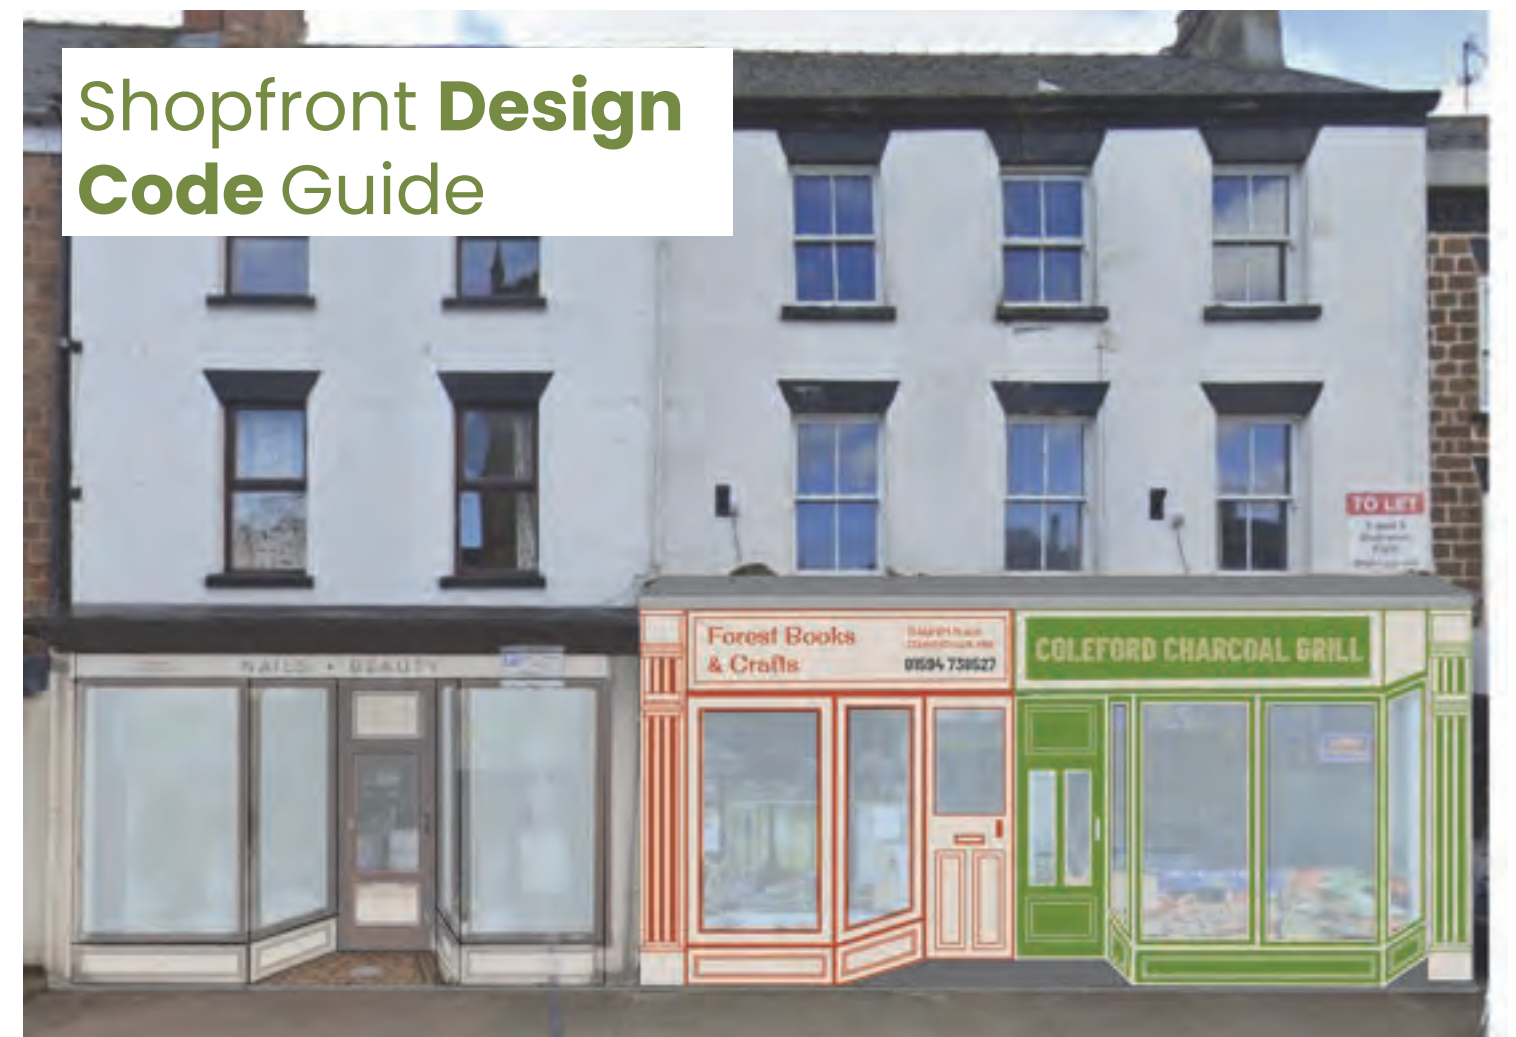 Shopfront Design
Code Guide
TO LET
NAILS • BEAUTY
Forest Books
& Crafts
01594 738527
COLEFORD CHARCOAL GRILL